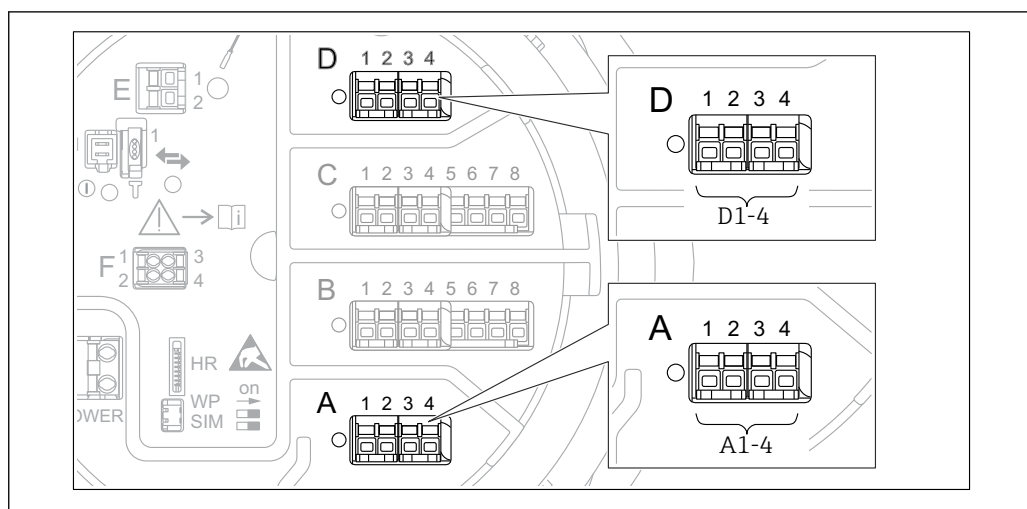 D 1 2 3 4
E 1
2
D 1 2 3 4
D1-4
1
C 1 2 3 4 5 6 7 8
i
F 1 3
2 4
B 1 2 3 4 5 6 7 8
HR
on
WP
SIM
OWER
A 1 2 3 4
A 1 2 3 4
A1-4